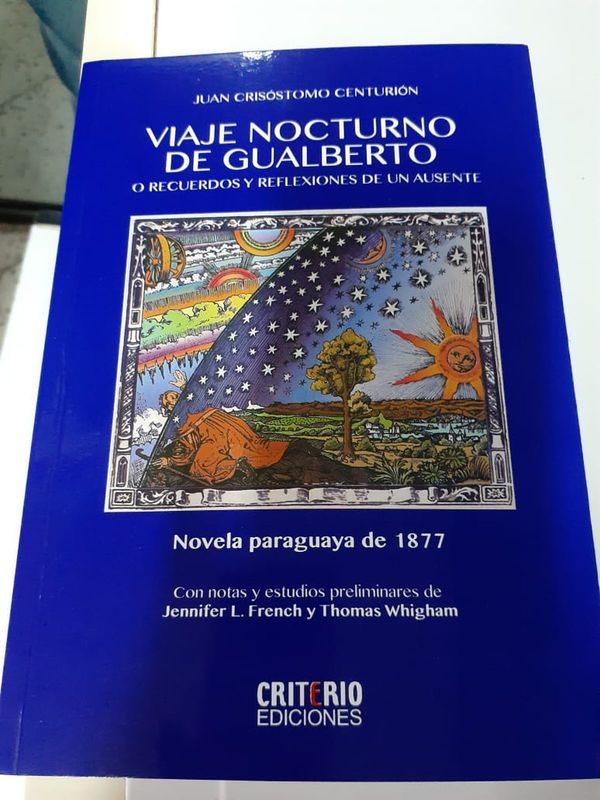 JUAN CRISÓSTOMO CENTURIÓN
VIAJE NOCTURNO
DE GUALBERTO
O RECUERDOS Y REFLEXIONES DE UN AUSENTE
Novela paraguaya de 1877
Con notas y estudios preliminares de
Jennifer L. French y Thomas Whigham
CRITERIO
EDICIONES